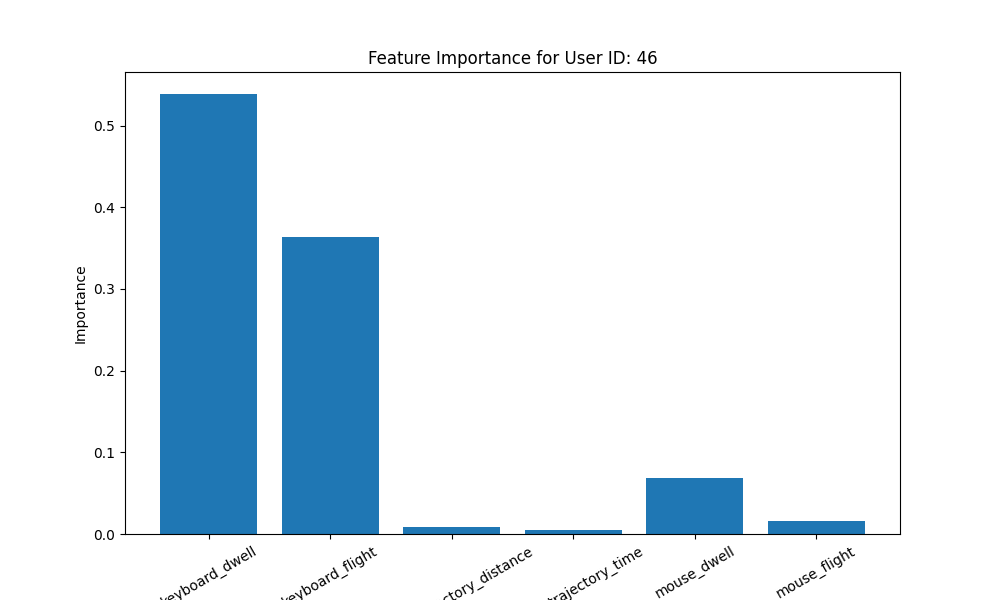 Feature Importance for User ID: 46
Importance
0.5
0.4
0.3
0.2
0.1
0.0
keyboard_dwell
keyboard_flight
ctory_distance
trajectory_time
mouse_dwell
mouse_flight